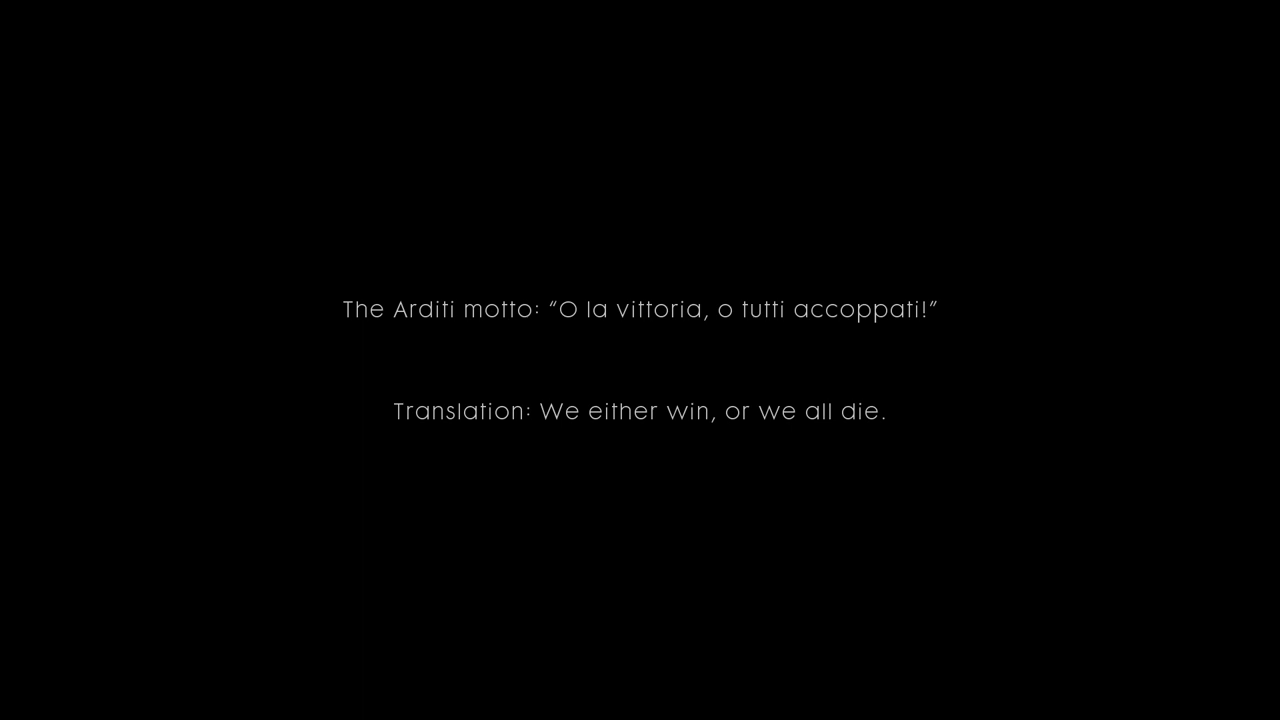 The Arditi motto: “O la vittoria, o tutti accoppati!”
Translation: We either win, or we all die.